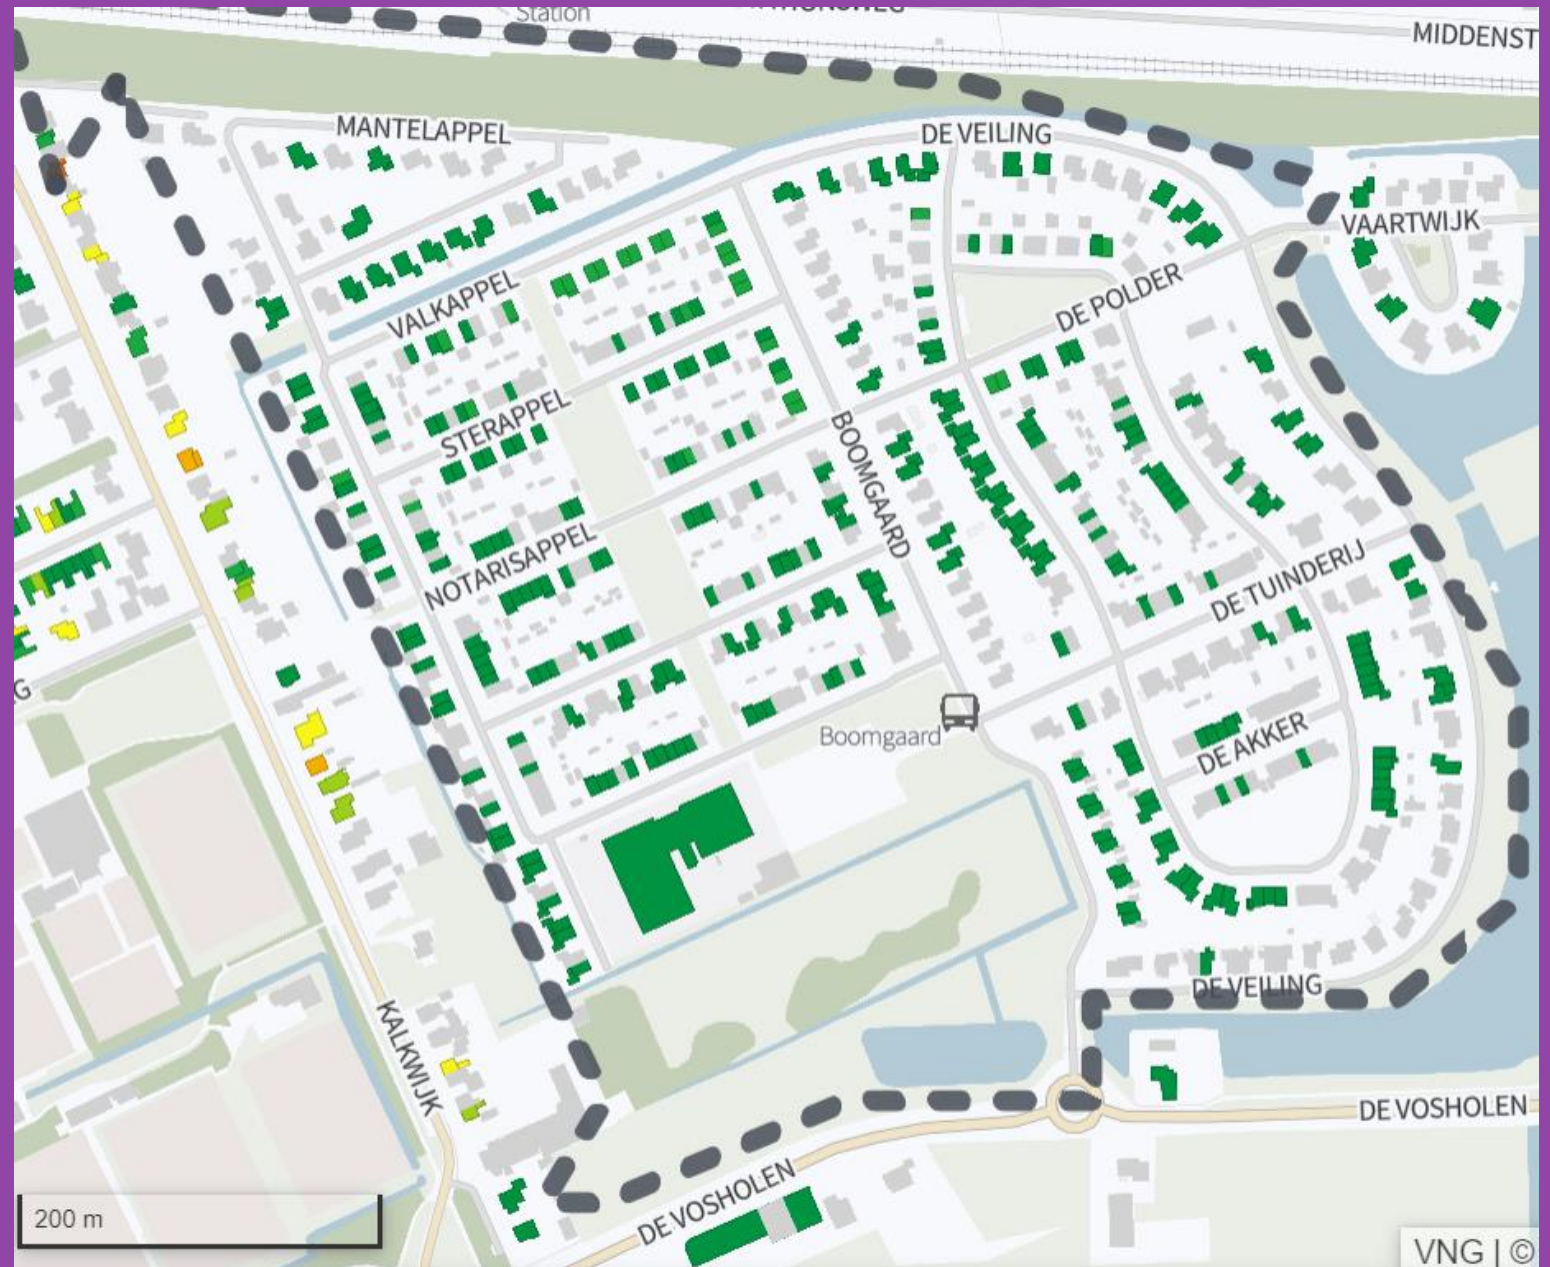 Station
MIDDENST
MANTELAPPEL
DE VEILING
VAARTWIJK
VALKAPPEL
DE POLDER
STERAPPEL
BOOMGAARD
NOTARISAPPEL
DE TUINDERIJ
G
Boomgaard
DE AKKER
DE VEILING
KALKWIJK
DE VOSHOLEN
DE VOSHOLEN
200 m
VNG | ©